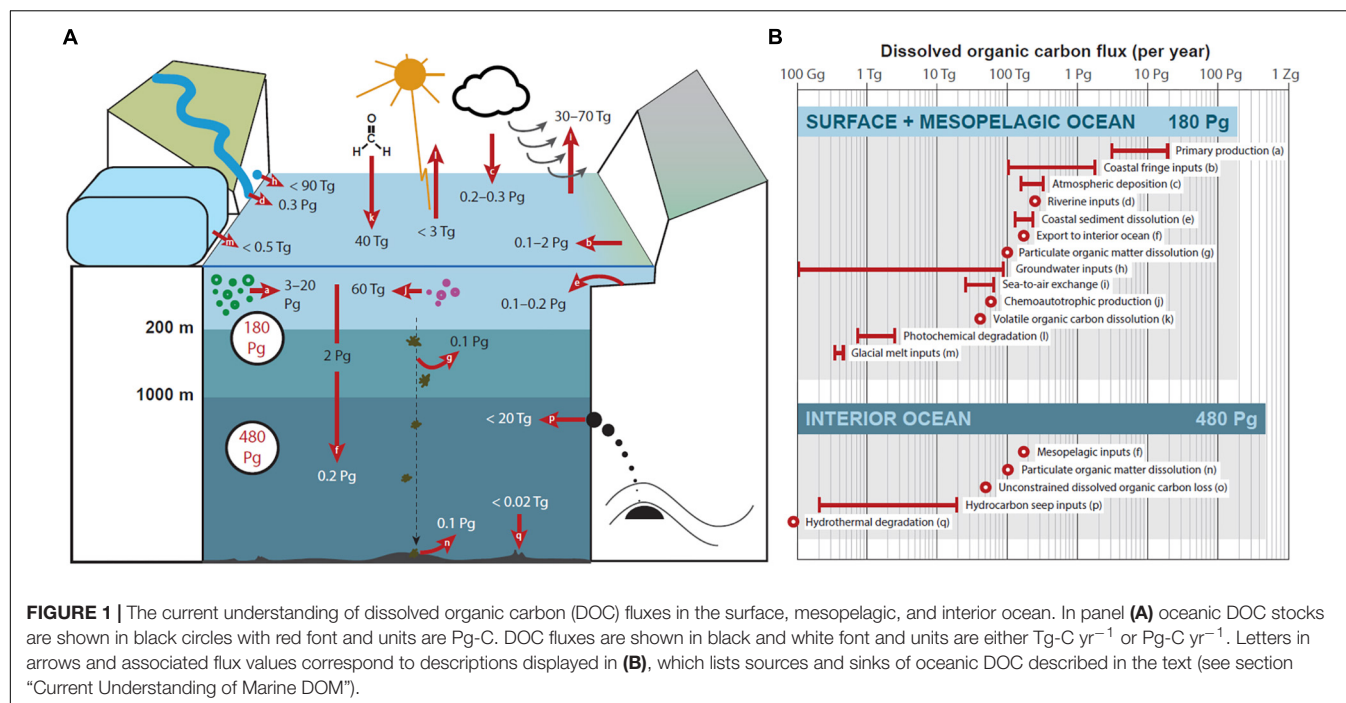 A
O
H H
k
l
c
30–70 Tg
i
h
< 90 Tg
d
0.3 Pg
m
< 0.5 Tg
40 Tg
< 3 Tg
0.2–0.3 Pg
0.1–2 Pg
b
a
3–20
Pg
60 Tg
j
0.1–0.2 Pg
e
200 m
180
Pg
2 Pg
0.1 Pg
g
1000 m
480
Pg
f
0.2 Pg
< 20 Tg
p
0.1 Pg
n
< 0.02 Tg
q
B
Dissolved organic carbon flux (per year)
100 Gg 1 Tg 10 Tg 100 Tg 1 Pg 10 Pg 100 Pg 1 Zg
SURFACE + MESOPELAGIC OCEAN 180 Pg
Primary production (a)
Coastal fringe inputs (b)
Atmospheric deposition (c)
Riverine inputs (d)
Coastal sediment dissolution (e)
Export to interior ocean (f)
Particulate organic matter dissolution (g)
Groundwater inputs (h)
Sea-to-air exchange (i)
Chemoautotrophic production (j)
Volatile organic carbon dissolution (k)
Photochemical degradation (l)
Glacial melt inputs (m)
INTERIOR OCEAN 480 Pg
Mesopelagic inputs (f)
Particulate organic matter dissolution (n)
Unconstrained dissolved organic carbon loss (o)
Hydrocarbon seep inputs (p)
Hydrothermal degradation (q)
FIGURE 1 | The current understanding of dissolved organic carbon (DOC) fluxes in the surface, mesopelagic, and interior ocean. In panel (A) oceanic DOC stocks
are shown in black circles with red font and units are Pg-C. DOC fluxes are shown in black and white font and units are either Tg-C yr⁻¹ or Pg-C yr⁻¹. Letters in
arrows and associated flux values correspond to descriptions displayed in (B), which lists sources and sinks of oceanic DOC described in the text (see section
“Current Understanding of Marine DOM”).